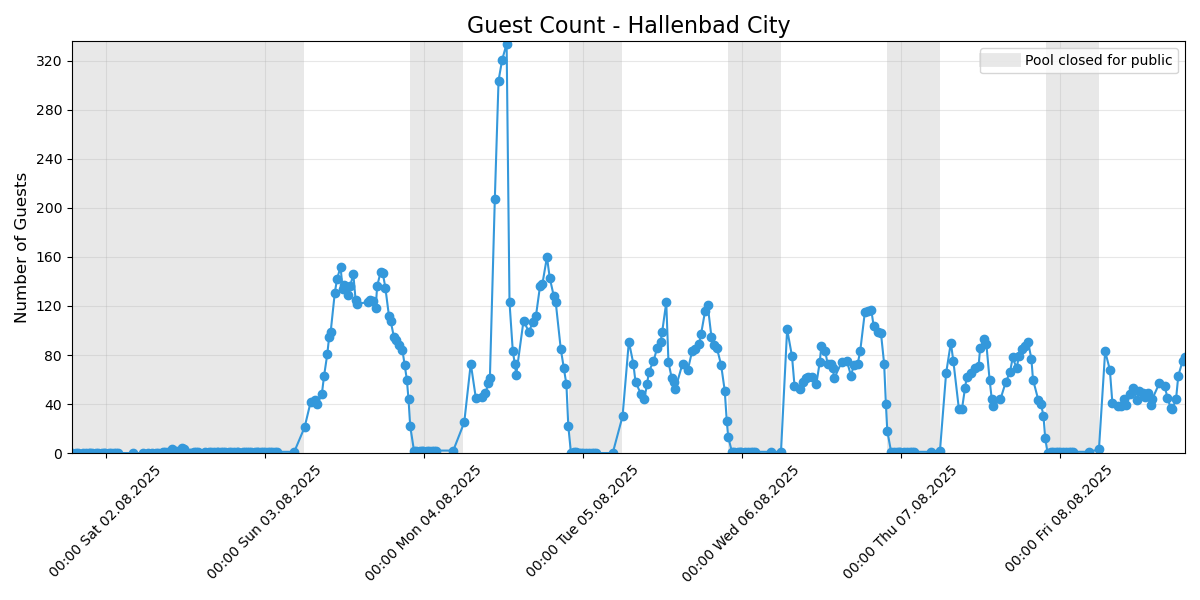 Guest Count - Hallenbad City
Pool closed for public
Number of Guests
320
280
240
200
160
120
80
40
0
00:00 Sat 02.08.2025
00:00 Sun 03.08.2025
00:00 Mon 04.08.2025
00:00 Tue 05.08.2025
00:00 Wed 06.08.2025
00:00 Thu 07.08.2025
00:00 Fri 08.08.2025